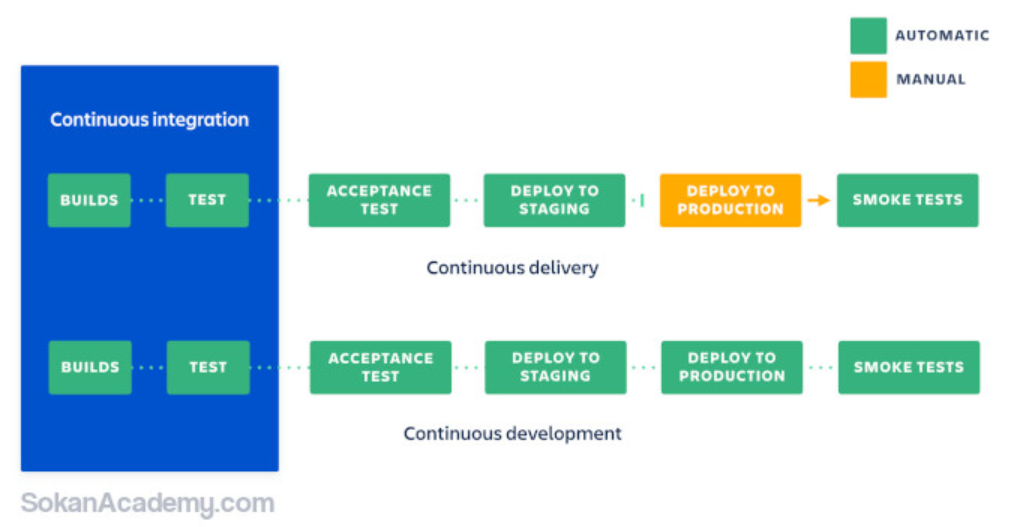 AUTOMATIC
MANUAL
Continuous integration
BUILDS
TEST
ACCEPTANCE
TEST
DEPLOY TO
STAGING
DEPLOY TO
PRODUCTION
SMOKE TESTS
Continuous delivery
BUILDS
TEST
ACCEPTANCE
TEST
DEPLOY TO
STAGING
DEPLOY TO
PRODUCTION
SMOKE TESTS
Continuous development
SokanAcademy.com